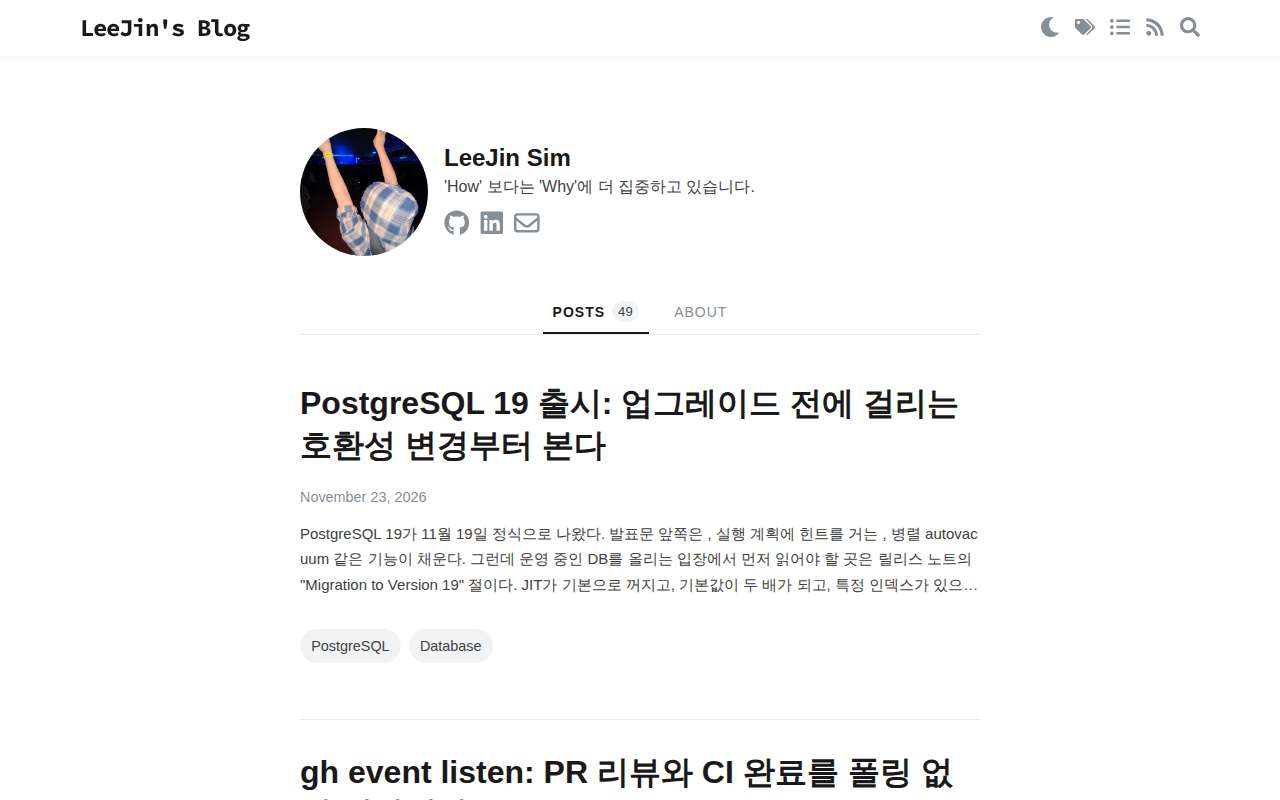 LeeJin's Blog
LeeJin Sim
'How' 보다는 'Why'에 더 집중하고 있습니다.
POSTS 49 ABOUT
PostgreSQL 19 출시: 업그레이드 전에 걸리는
호환성 변경부터 본다
November 23, 2026
PostgreSQL 19가 11월 19일 정식으로 나왔다. 발표문 앞쪽은 , 실행 계획에 힌트를 거는 , 병렬 autovac
uum 같은 기능이 채운다. 그런데 운영 중인 DB를 올리는 입장에서 먼저 읽어야 할 곳은 릴리스 노트의
"Migration to Version 19" 절이다. JIT가 기본으로 꺼지고, 기본값이 두 배가 되고, 특정 인덱스가 있으…
PostgreSQL Database
gh event listen: PR 리뷰와 CI 완료를 폴링 없